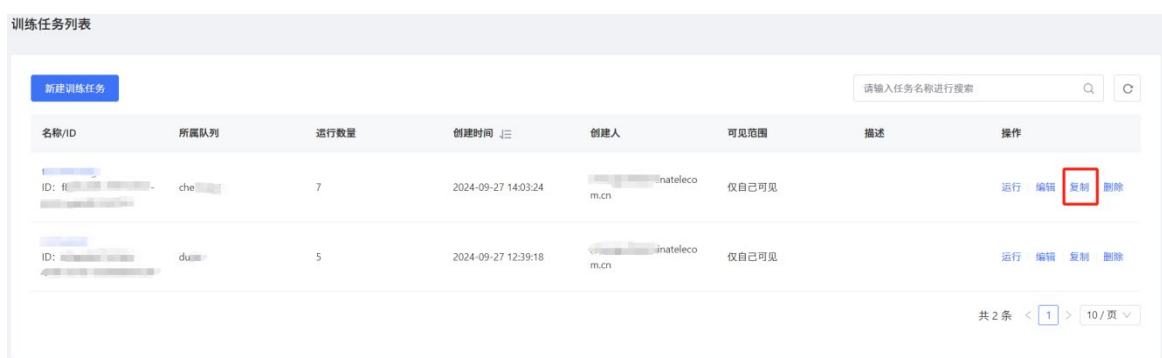 训练任务列表
新建训练任务
请输入任务名称进行搜索
名称/ID 所属队列 运行数量 创建时间 创建人 可见范围 描述 操作
ID: che 7 2024-09-27 14:03:24 inateleco 仅自己可见 运行 编辑 复制 删除
m.cn
ID: du 5 2024-09-27 12:39:18 inateleco 仅自己可见 运行 编辑 复制 删除
m.cn
共 2 条 < 1 > 10 / 页